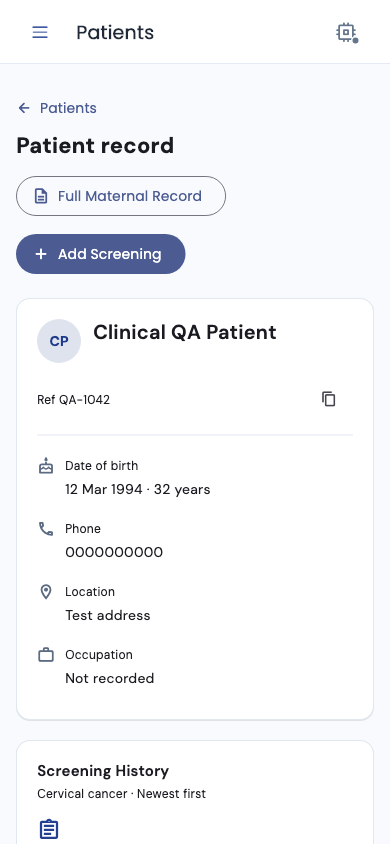 Patients
Patients
Patient record
Full Maternal Record
Add Screening
CP
Clinical QA Patient
Ref QA-1042
Date of birth
12 Mar 1994 · 32 years
Phone
0000000000
Location
Test address
Occupation
Not recorded
Screening History
Cervical cancer · Newest first